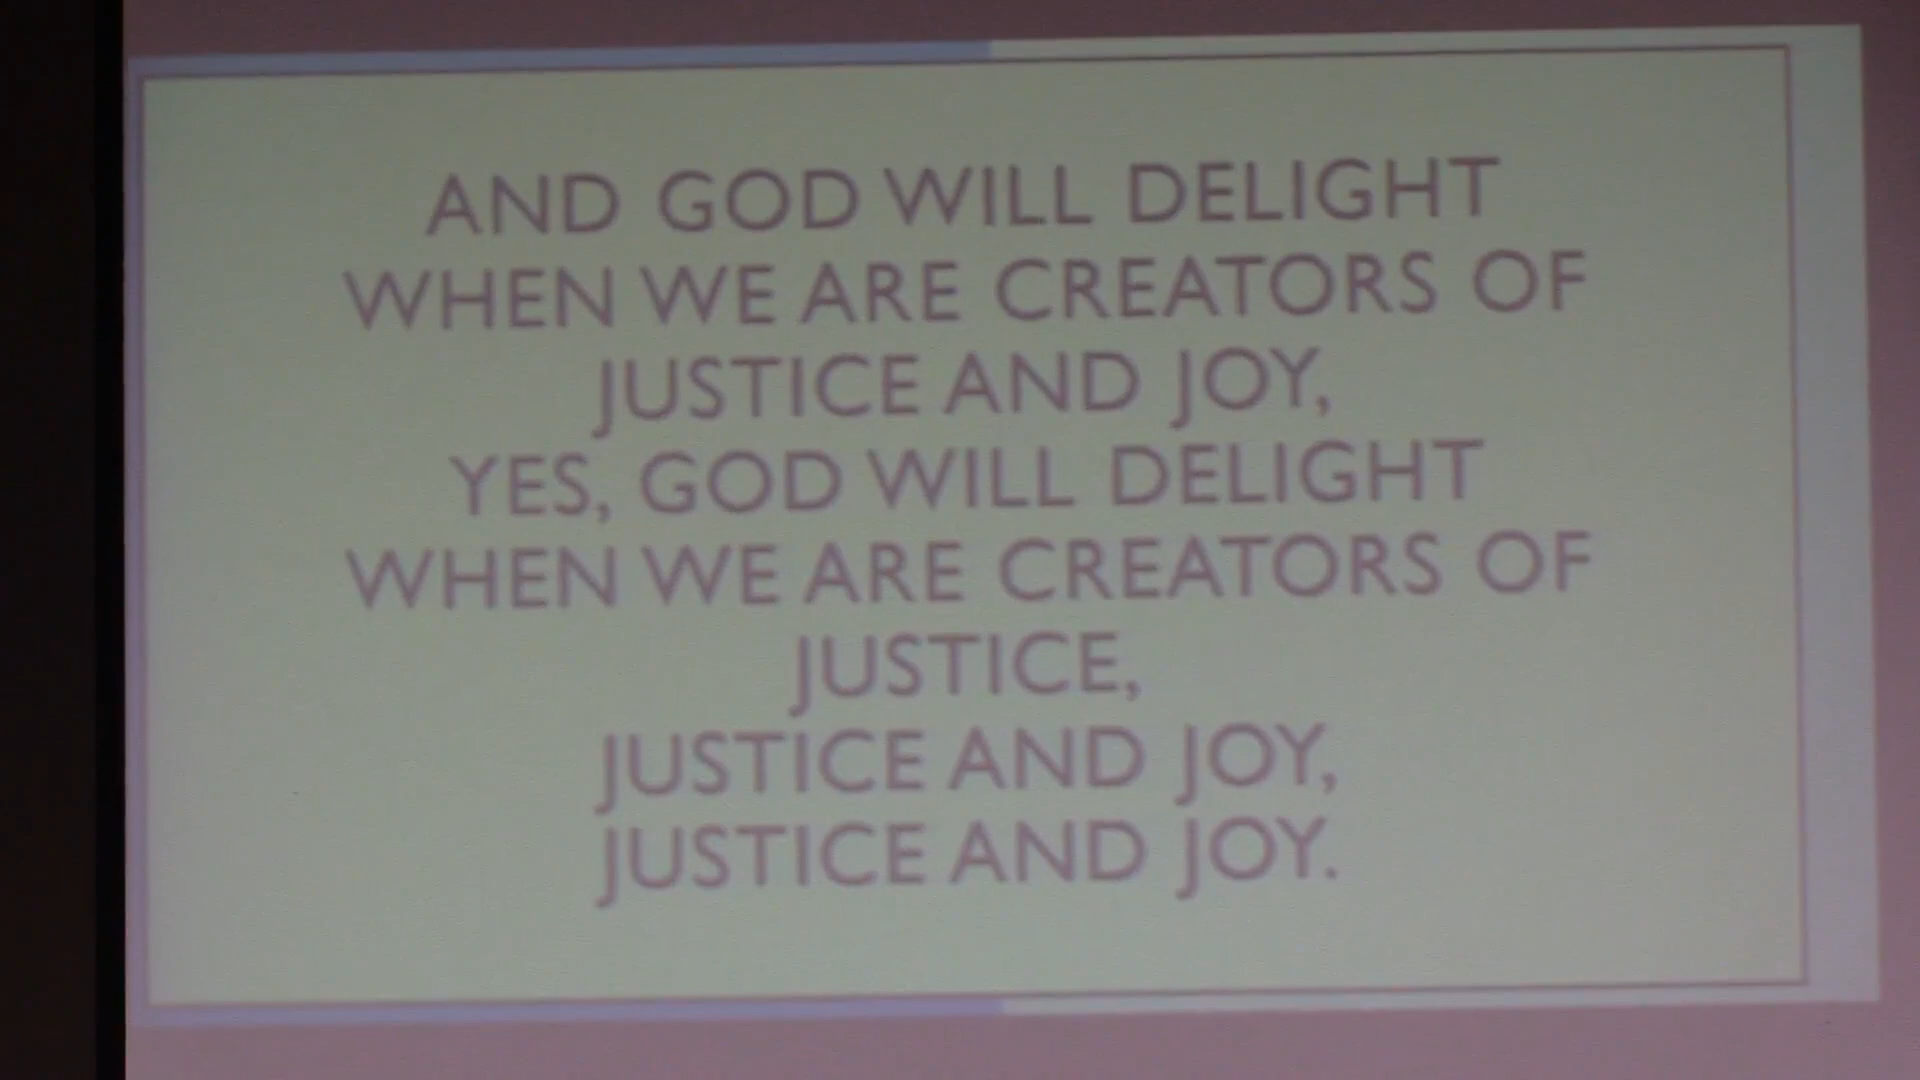 AND GOD WILL DELIGHT
WHEN WE ARE CREATORS OF
JUSTICE AND JOY,
YES, GOD WILL DELIGHT
WHEN WE ARE CREATORS OF
JUSTICE,
JUSTICE AND JOY,
JUSTICE AND JOY.